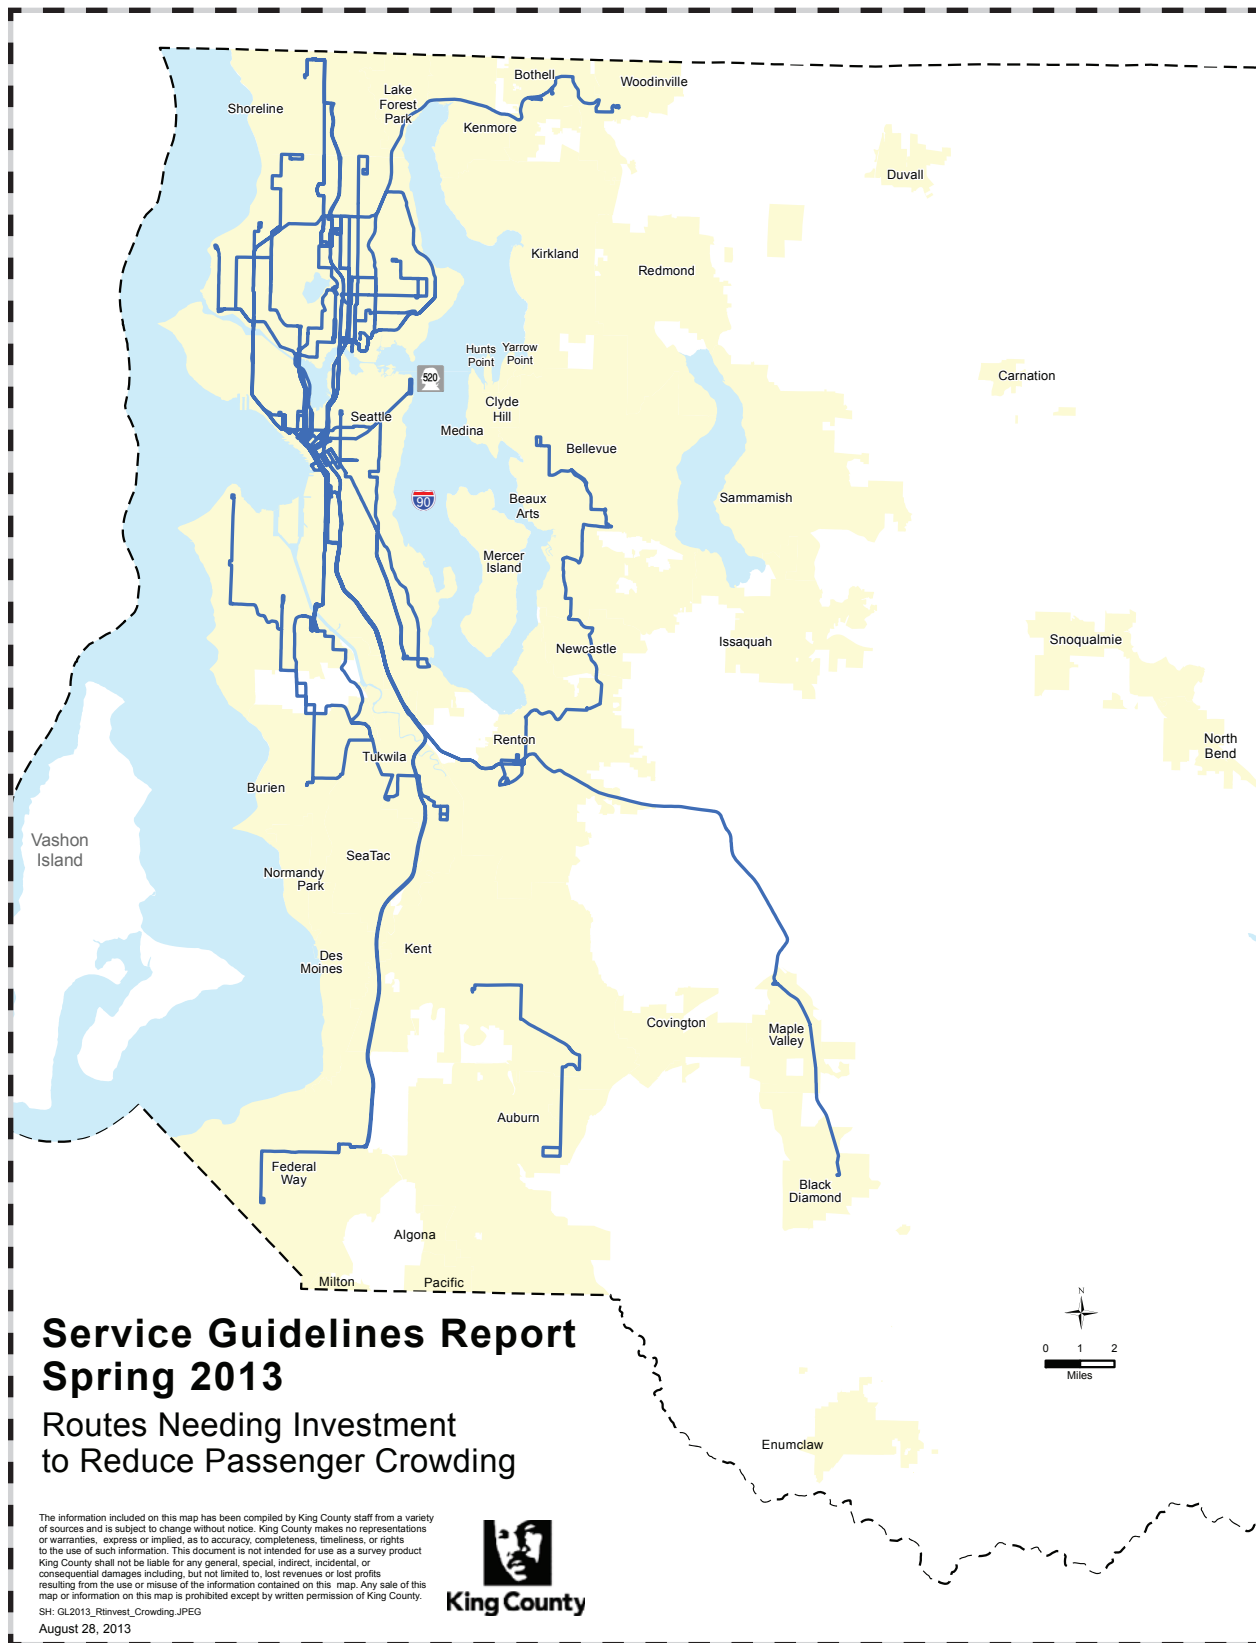 Bothell
Woodinville
Lake
Forest
Park
Shoreline
Kenmore
Duvall
Kirkland
Redmond
Hunts
Point
Yarrow
Point
520
Carnation
Clyde
Hill
Seattle
Medina
Bellevue
90
Beaux
Arts
Sammamish
Mercer
Island
Newcastle
Issaquah
Snoqualmie
North
Bend
Renton
Tukwila
Burien
Vashon
Island
SeaTac
Normandy
Park
Des
Moines
Kent
Covington
Maple
Valley
Auburn
Federal
Way
Black
Diamond
Algona
Milton
Pacific
N
0 1 2
Miles
Enumclaw
Service Guidelines Report
Spring 2013
Routes Needing Investment
to Reduce Passenger Crowding
The information included on this map has been compiled by King County staff from a variety
of sources and is subject to change without notice. King County makes no representations
or warranties, express or implied, as to accuracy, completeness, timeliness, or rights
to the use of such information. This document is not intended for use as a survey product
King County shall not be liable for any general, special, indirect, incidental, or
consequential damages including, but not limited to, lost revenues or lost profits
resulting from the use or misuse of the information contained on this map. Any sale of this
map or information on this map is prohibited except by written permission of King County.
SH: GL2013_RtInvest_Crowding.JPEG
August 28, 2013
King County